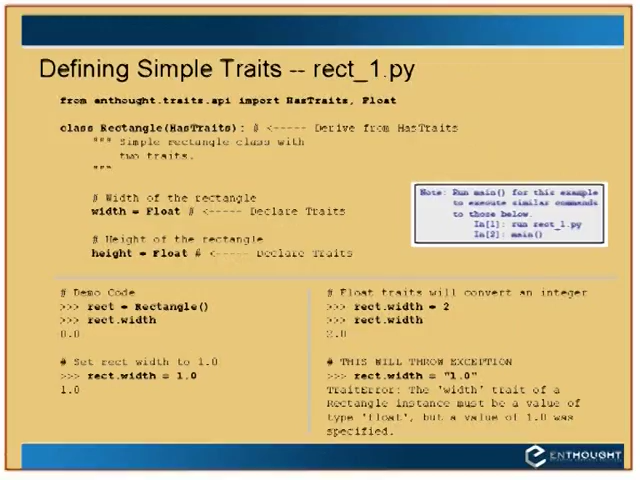 Defining Simple Traits -- rect_1.py
from enthought.traits.api import HasTraits, Float
class Rectangle(HasTraits): # <----- Derive from HasTraits
""" Simple rectangle class with
two traits.
"""
# Width of the rectangle
width = Float # <----- Declare Traits
# Height of the rectangle
height = Float # <----- Declare Traits
Note: Run main() for this example
to execute similar commands
to those below.
In[1]: run rect_1.py
In[2]: main()
# Demo Code
>>> rect = Rectangle()
>>> rect.width
0.0
# Set rect width to 1.0
>>> rect.width = 1.0
1.0
# Float traits will convert an integer
>>> rect.width = 2
>>> rect.width
2.0
# THIS WILL THROW EXCEPTION
>>> rect.width = "1.0"
TraitError: The 'width' trait of a
Rectangle instance must be a value of
type 'float', but a value of 1.0 was
specified.
ENTHOUGHT